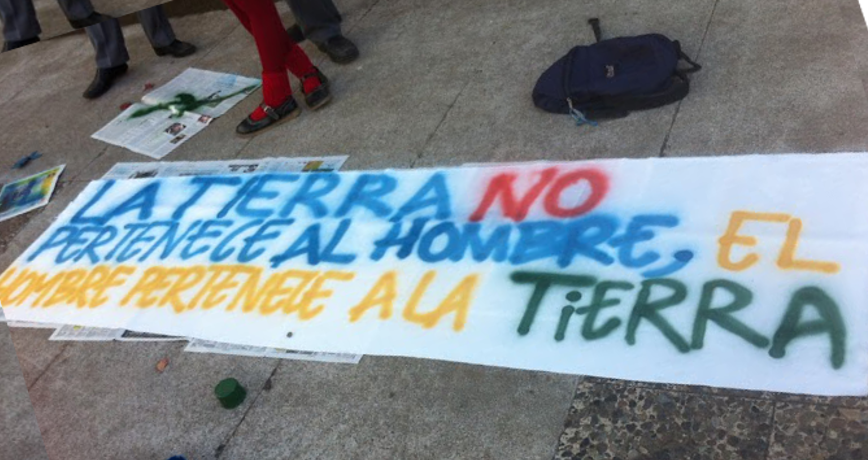 LA TIERRA NO
PERTENECE AL HOMBRE, EL
HOMBRE PERTENECE A LA TiERRA